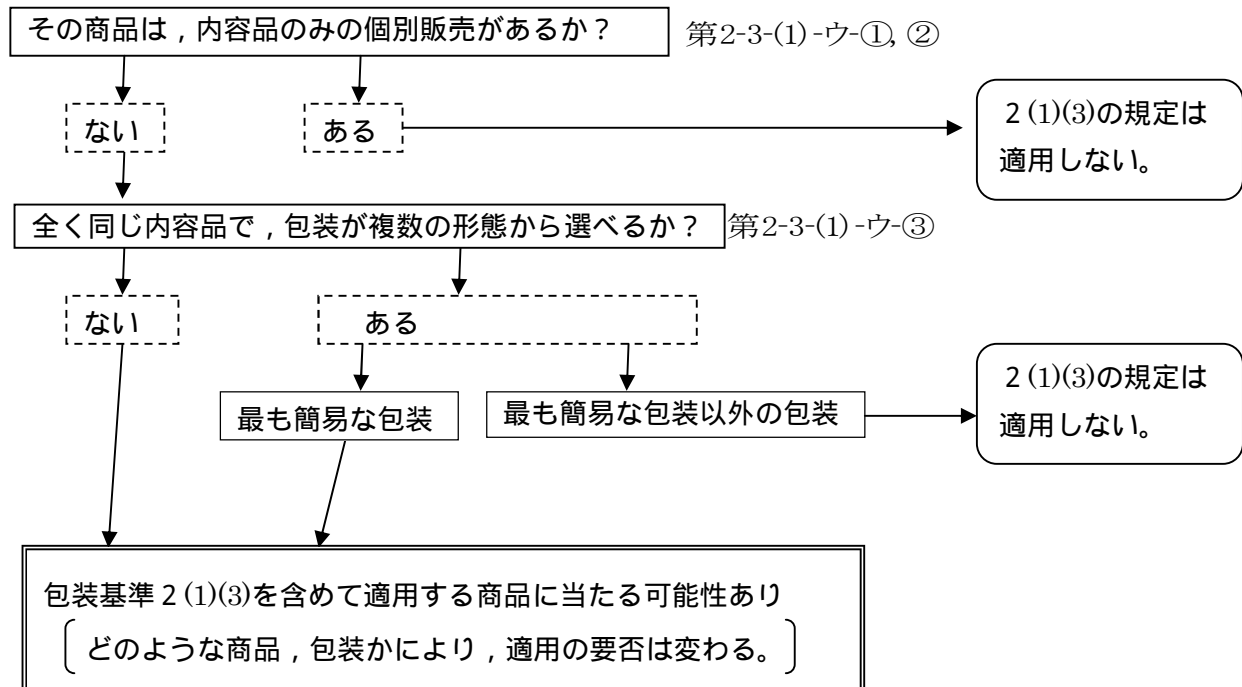 その商品は，内容品のみの個別販売があるか？ 第2-3-(1)-ウ-①, ②
ない ある
2(1)(3)の規定は
適用しない。
全く同じ内容品で，包装が複数の形態から選べるか？ 第2-3-(1)-ウ-③
ない ある
最も簡易な包装 最も簡易な包装以外の包装
2(1)(3)の規定は
適用しない。
包装基準2(1)(3)を含めて適用する商品に当たる可能性あり
どのような商品，包装かにより，適用の要否は変わる。